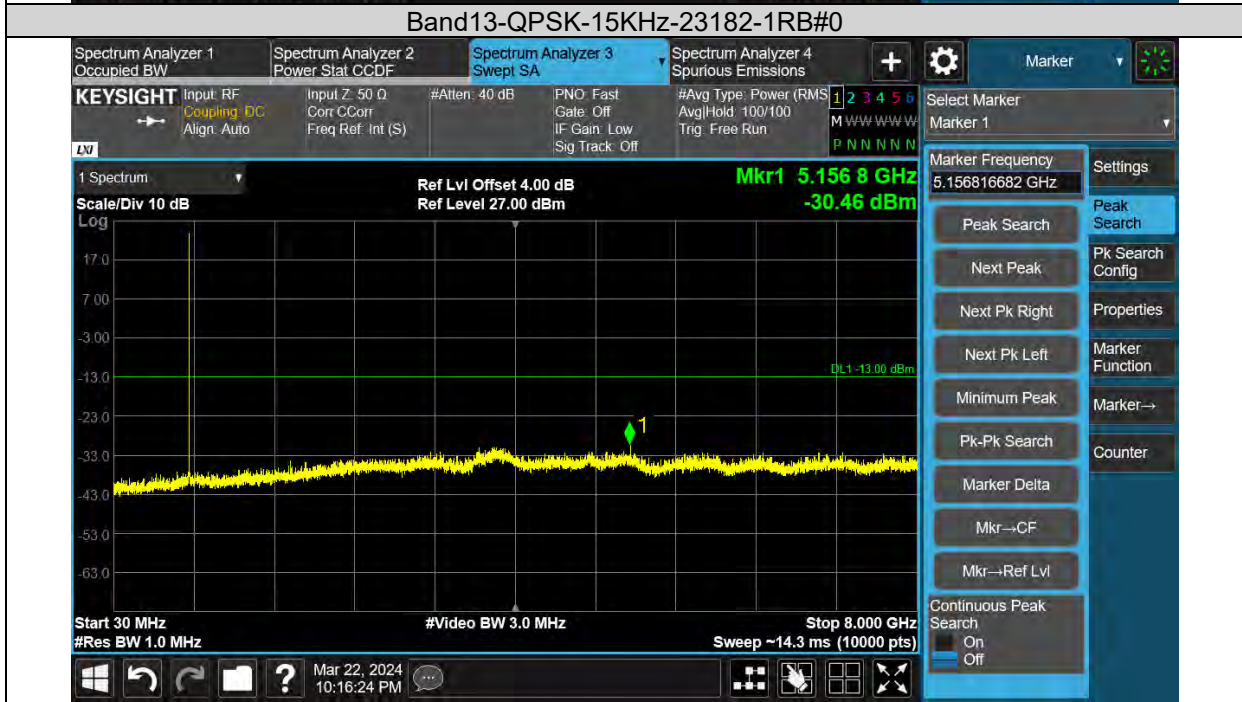 Band13-QPSK-15KHz-23182-1RB#0
Spectrum Analyzer 1
Occupied BW
Spectrum Analyzer 2
Power Stat CCDF
Spectrum Analyzer 3
Swept SA
Spectrum Analyzer 4
Spurious Emissions
+
Marker
KEYSIGHT
LXI
Input: RF
Coupling: DC
Align: Auto
Input Z: 50 Ω
Corr CCorr
Freq Ref: Int (S)
#Atten: 40 dB
PNO: Fast
Gate: Off
IF Gain: Low
Sig Track: Off
#Avg Type: Power (RMS
Avg|Hold: 100/100
Trig: Free Run
1 2 3 4 5 6
M W W W W W
P N N N N N
Select Marker
Marker 1
1 Spectrum
Scale/Div 10 dB
Log
Ref Lvl Offset 4.00 dB
Ref Level 27.00 dBm
Mkr1 5.156 8 GHz
-30.46 dBm
17.0
7.00
-3.00
-13.0
-23.0
-33.0
-43.0
-53.0
-63.0
DL1 -13.00 dBm
1
Start 30 MHz
#Res BW 1.0 MHz
#Video BW 3.0 MHz
Stop 8.000 GHz
Sweep ~14.3 ms (10000 pts)
Marker Frequency
5.156816682 GHz
Peak Search
Next Peak
Next Pk Right
Next Pk Left
Minimum Peak
Pk-Pk Search
Marker Delta
Mkr→CF
Mkr→Ref Lvl
Continuous Peak
Search
On
Off
Settings
Peak
Search
Pk Search
Config
Properties
Marker
Function
Marker→
Counter
?
Mar 22, 2024
10:16:24 PM